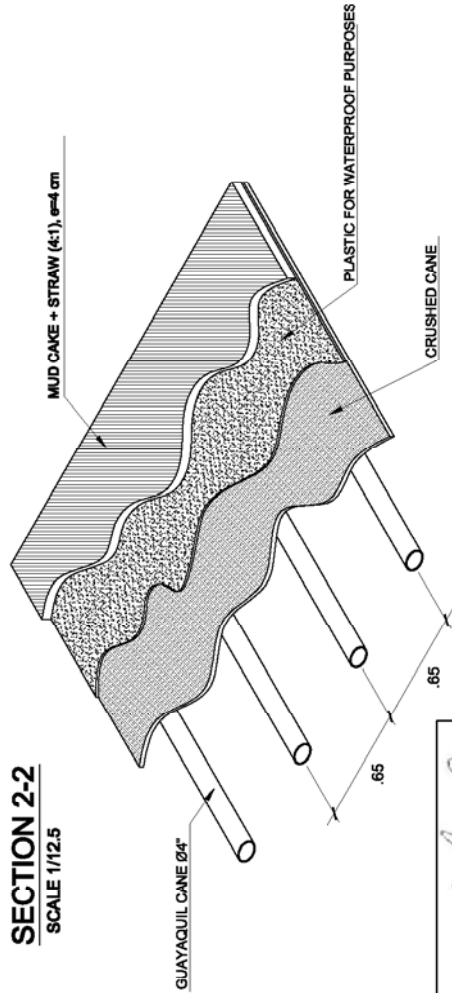 SECTION 2-2
SCALE 1/12.5
MUD CAKE + STRAW (4:1), e=4 cm
PLASTIC FOR WATERPROOF PURPOSES
CRUSHED CANE
GUAYAQUIL CANE Ø4"
.65
.65